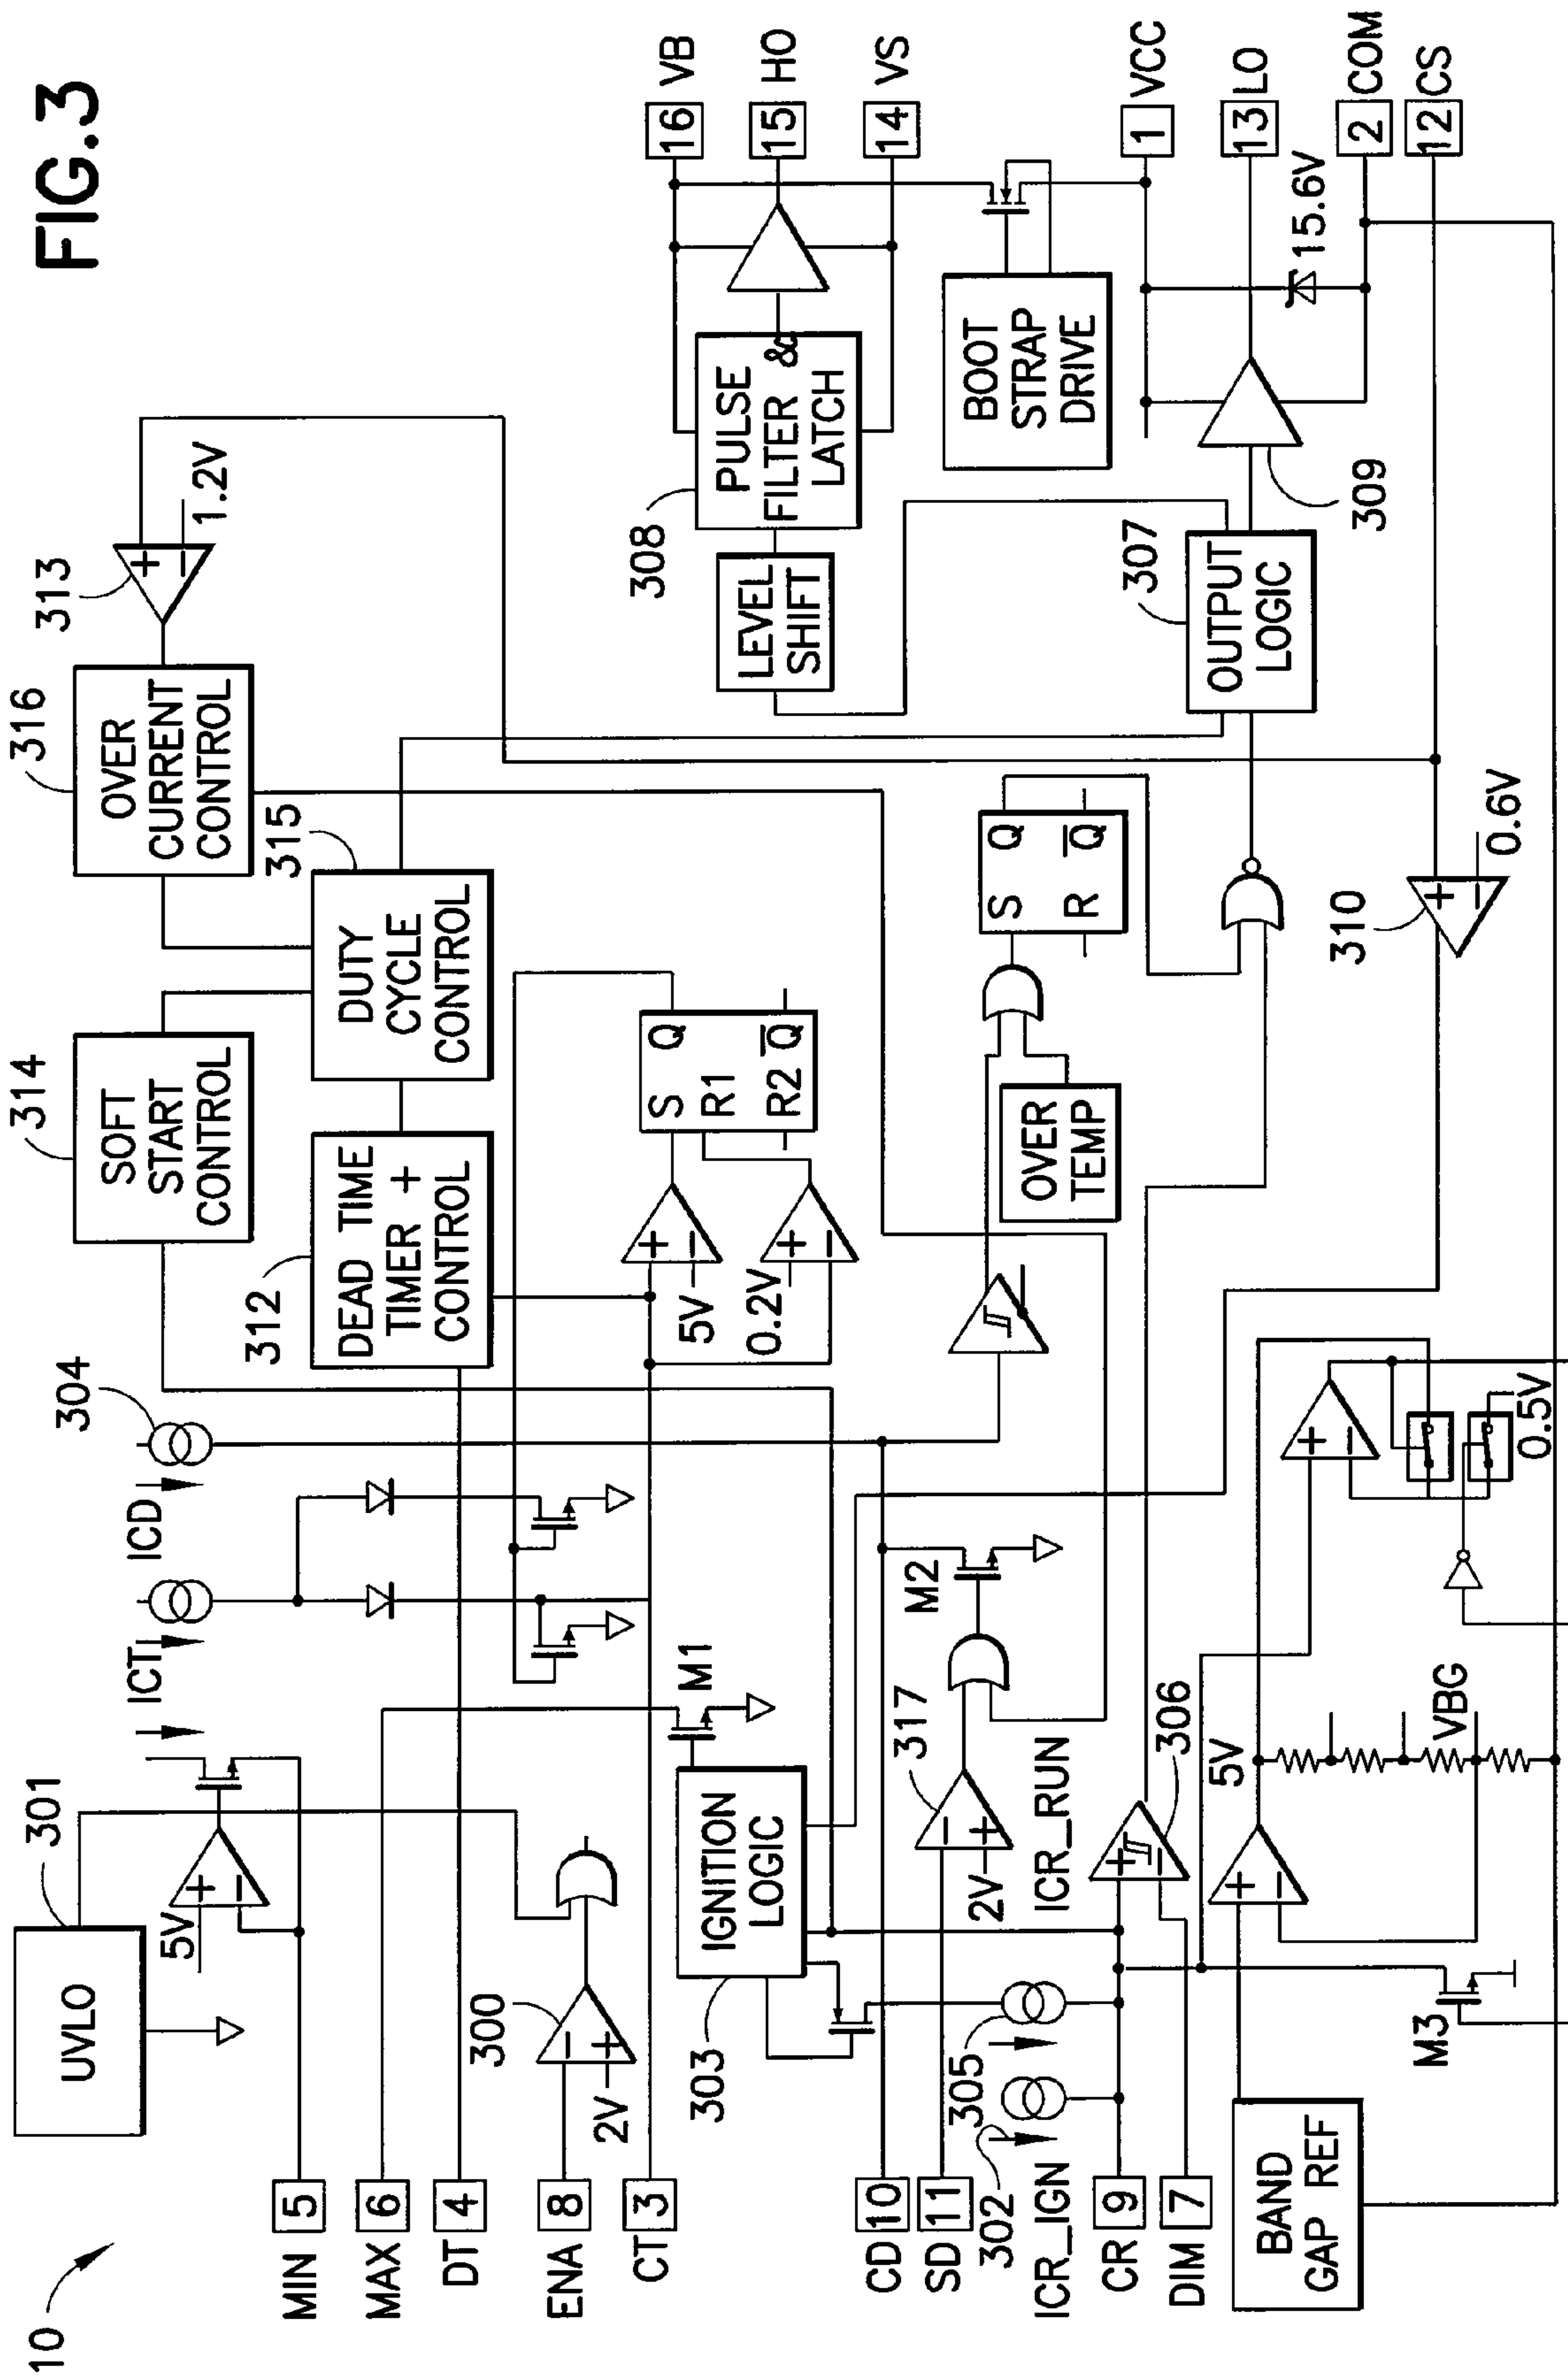 FIG.3
10
UVLO
301
5V
+
−
ICT
ICD
304
314
SOFT
START
CONTROL
316
OVER
CURRENT
CONTROL
313
+
−
1.2V
MIN
5
MAX
6
DT
4
312
DEAD TIME
TIMER +
CONTROL
315
DUTY
CYCLE
CONTROL
ENA
8
300
−
+
2V
CT
3
M1
+
−
5V
+
−
0.2V
S
Q
R1
R2
Q
303
IGNITION
LOGIC
308
LEVEL
SHIFT
PULSE
FILTER &
LATCH
16
VB
15
HO
14
VS
CD
10
SD
11
317
−
+
2V
M2
OVER
TEMP
S
Q
R
Q
BOOT
STRAP
DRIVE
302
ICR_IGN
305
ICR_RUN
CR
9
DIM
7
306
+
−
307
OUTPUT
LOGIC
309
15.6V
1
VCC
13
LO
2
COM
12
CS
BAND
GAP REF
+
−
5V
VBG
M3
+
−
0.5V
310
+
−
0.6V